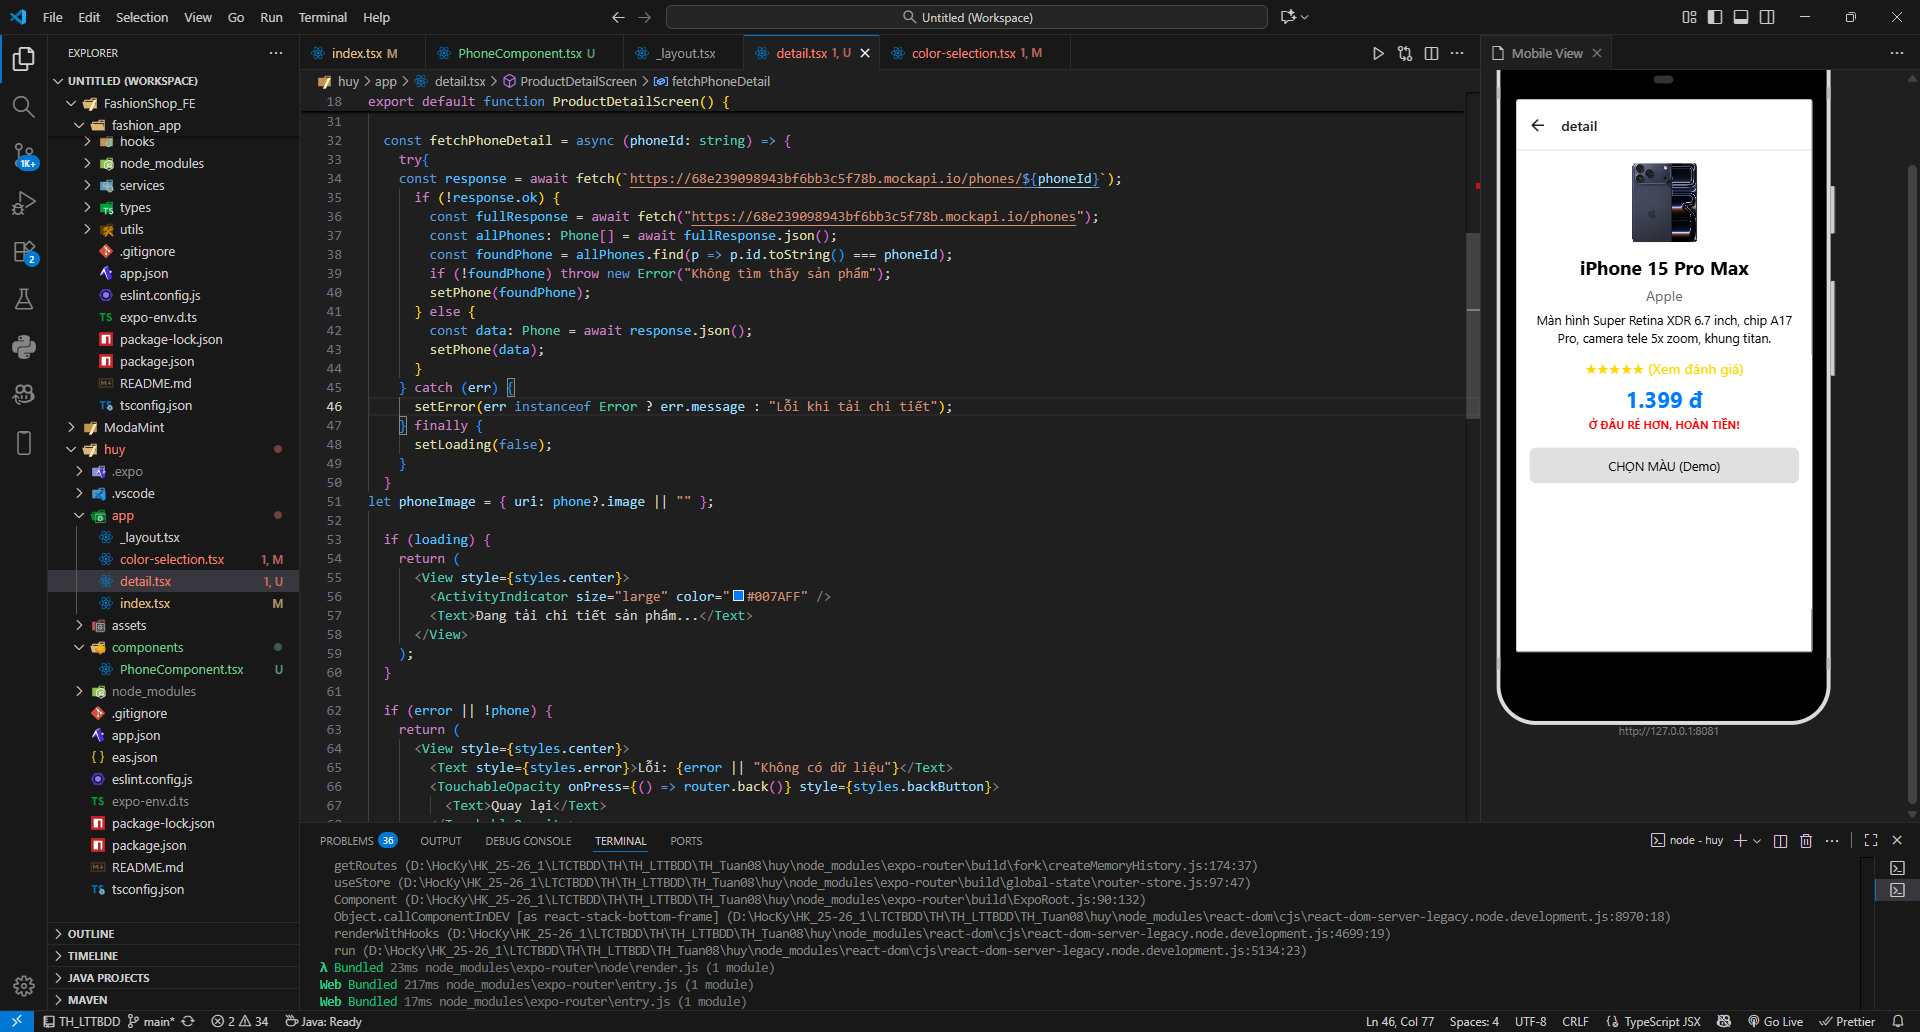 File Edit Selection View Go Run Terminal Help
Untitled (Workspace)
EXPLORER
UNTITLED (WORKSPACE)
FashionShop_FE
fashion_app
hooks
node_modules
services
types
utils
.gitignore
app.json
eslint.config.js
TS expo-env.d.ts
package-lock.json
package.json
README.md
tsconfig.json
ModaMint
huy
.expo
.vscode
app
_layout.tsx
color-selection.tsx 1, M
detail.tsx 1, U
index.tsx M
assets
components
PhoneComponent.tsx U
node_modules
.gitignore
app.json
eas.json
eslint.config.js
TS expo-env.d.ts
package-lock.json
package.json
README.md
tsconfig.json
OUTLINE
TIMELINE
JAVA PROJECTS
MAVEN
1K+
2
index.tsx M
PhoneComponent.tsx U
_layout.tsx
detail.tsx 1, U
color-selection.tsx 1, M
huy > app > detail.tsx > ProductDetailScreen > fetchPhoneDetail
18 export default function ProductDetailScreen() {
31
32 const fetchPhoneDetail = async (phoneId: string) => {
33 try{
34 const response = await fetch(`https://68e239098943bf6bb3c5f78b.mockapi.io/phones/${phoneId}`);
35 if (!response.ok) {
36 const fullResponse = await fetch("https://68e239098943bf6bb3c5f78b.mockapi.io/phones");
37 const allPhones: Phone[] = await fullResponse.json();
38 const foundPhone = allPhones.find(p => p.id.toString() === phoneId);
39 if (!foundPhone) throw new Error("Không tìm thấy sản phẩm");
40 setPhone(foundPhone);
41 } else {
42 const data: Phone = await response.json();
43 setPhone(data);
44 }
45 } catch (err) {
46 setError(err instanceof Error ? err.message : "Lỗi khi tải chi tiết");
47 } finally {
48 setLoading(false);
49 }
50 }
51 let phoneImage = { uri: phone?.image || "" };
52
53 if (loading) {
54 return (
55 <View style={styles.center}>
56 <ActivityIndicator size="large" color="#007AFF" />
57 <Text>Đang tải chi tiết sản phẩm...</Text>
58 </View>
59 );
60 }
61
62 if (error || !phone) {
63 return (
64 <View style={styles.center}>
65 <Text style={styles.error}>Lỗi: {error || "Không có dữ liệu"}</Text>
66 <TouchableOpacity onPress={() => router.back()} style={styles.backButton}>
67 <Text>Quay lại</Text>
Mobile View
detail
iPhone 15 Pro Max
Apple
Màn hình Super Retina XDR 6.7 inch, chip A17
Pro, camera tele 5x zoom, khung titan.
★★★★★ (Xem đánh giá)
1.399 đ
Ở ĐÂU RẺ HƠN, HOÀN TIỀN!
CHỌN MÀU (Demo)
http://127.0.0.1:8081
PROBLEMS 36 OUTPUT DEBUG CONSOLE TERMINAL PORTS
node - huy
getRoutes (D:\HocKy\HK_25-26_1\LTCTBDD\TH\TH_LTTBDD\TH_Tuan08\huy\node_modules\expo-router\build\fork\createMemoryHistory.js:174:37)
useStore (D:\HocKy\HK_25-26_1\LTCTBDD\TH\TH_LTTBDD\TH_Tuan08\huy\node_modules\expo-router\build\global-state\router-store.js:97:47)
Component (D:\HocKy\HK_25-26_1\LTCTBDD\TH\TH_LTTBDD\TH_Tuan08\huy\node_modules\expo-router\build\ExpoRoot.js:90:132)
Object.callComponentInDEV [as react-stack-bottom-frame] (D:\HocKy\HK_25-26_1\LTCTBDD\TH\TH_LTTBDD\TH_Tuan08\huy\node_modules\react-dom\cjs\react-dom-server-legacy.node.development.js:8970:18)
renderWithHooks (D:\HocKy\HK_25-26_1\LTCTBDD\TH\TH_LTTBDD\TH_Tuan08\huy\node_modules\react-dom\cjs\react-dom-server-legacy.node.development.js:4699:19)
run (D:\HocKy\HK_25-26_1\LTCTBDD\TH\TH_LTTBDD\TH_Tuan08\huy\node_modules\react-dom\cjs\react-dom-server-legacy.node.development.js:5134:23)
λ Bundled 23ms node_modules\expo-router\node\render.js (1 module)
Web Bundled 217ms node_modules\expo-router\entry.js (1 module)
Web Bundled 17ms node_modules\expo-router\entry.js (1 module)
TH_LTTBDD main* 2 34 Java: Ready
Ln 46, Col 77 Spaces: 4 UTF-8 CRLF TypeScript JSX Go Live Prettier